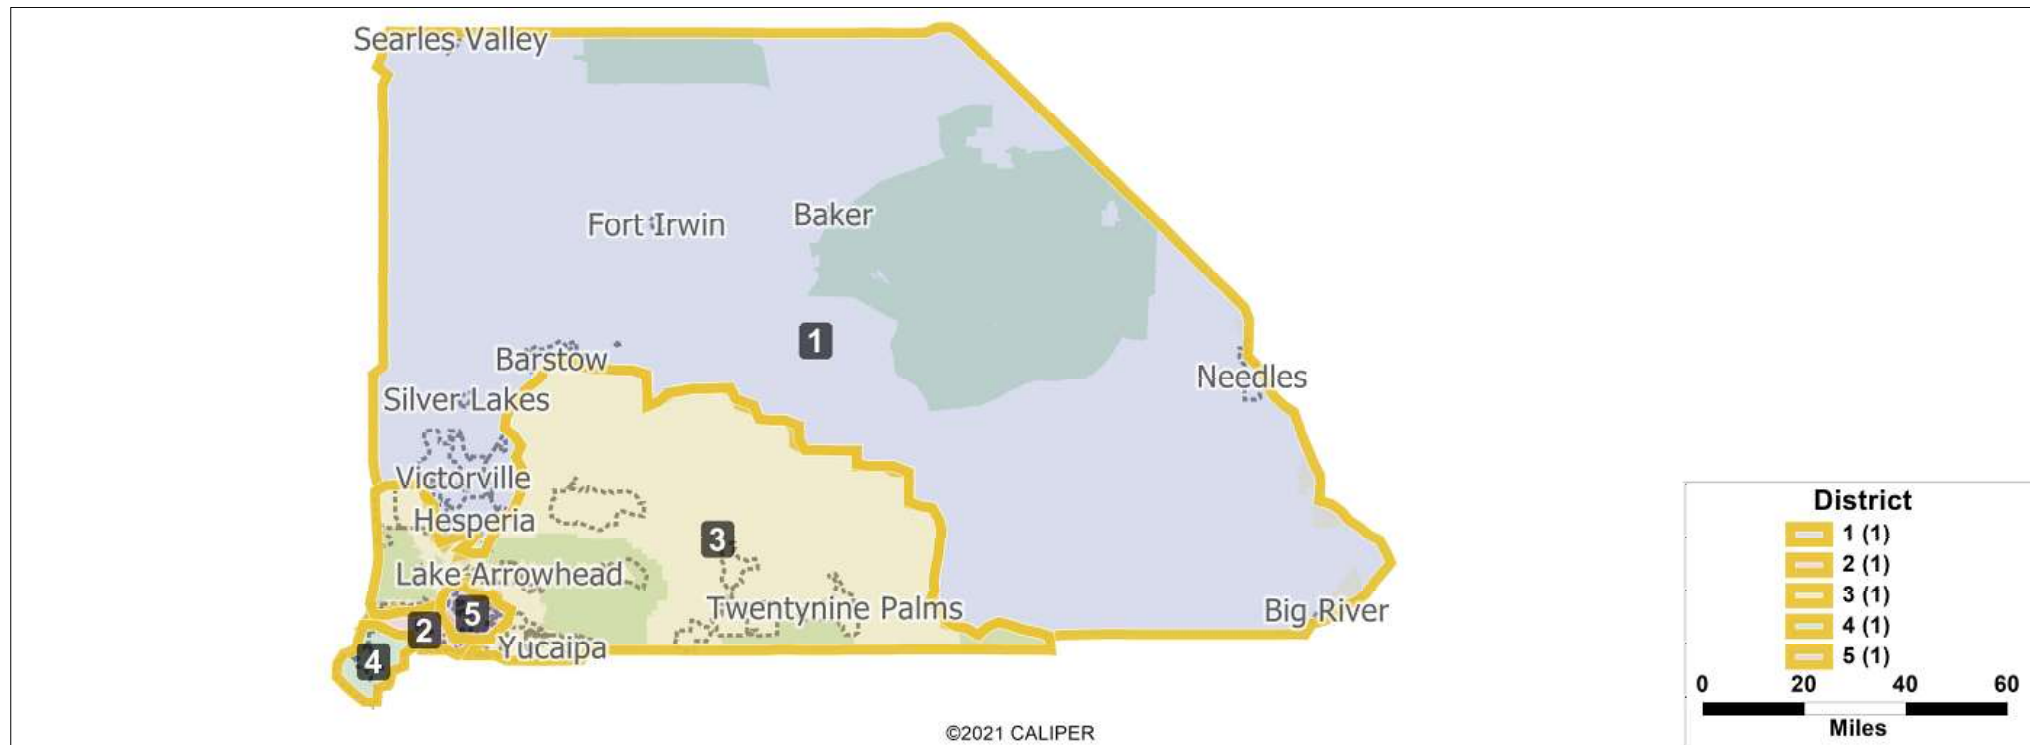 Searles Valley
Fort Irwin
Baker
1
Barstow
Needles
Silver Lakes
Victorville
Hesperia
3
Lake Arrowhead
Twentynine Palms
5
Big River
2
Yucaipa
4
District
1 (1)
2 (1)
3 (1)
4 (1)
5 (1)
0 20 40 60
Miles
©2021 CALIPER